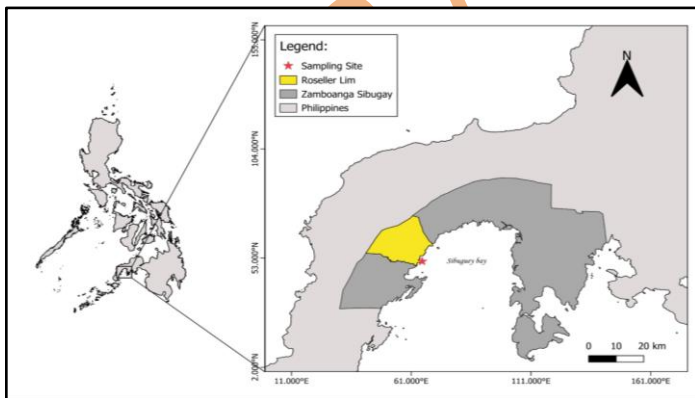 Legend:
Sampling Site
Roseller Lim
Zamboanga Sibugay
Philippines
N
155.000°N
104.000°N
53.000°N
2.000°N
Sibuguey bay
0 10 20 km
11.000°E 61.000°E 111.000°E 161.000°E